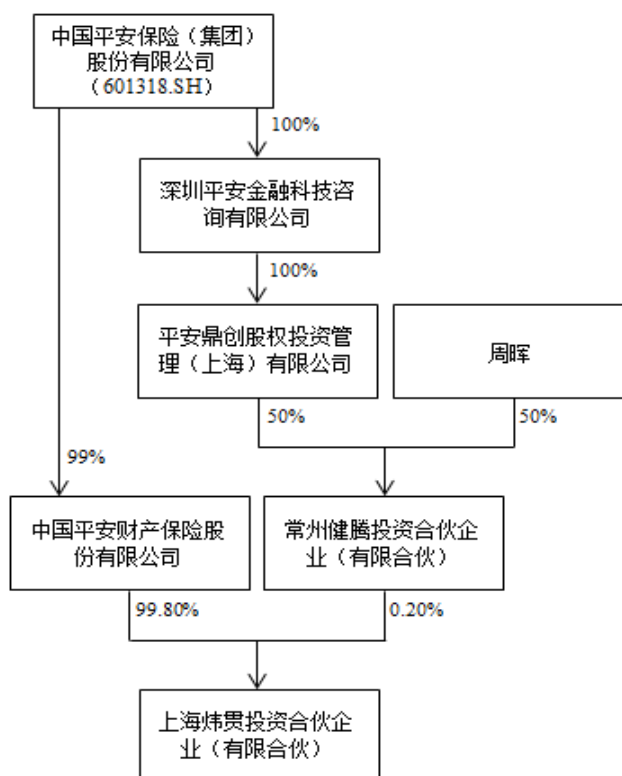 中国平安保险（集团）
股份有限公司
（601318.SH）
100%
深圳平安金融科技咨
询有限公司
100%
平安鼎创股权投资管
理（上海）有限公司
周晖
50%
50%
99%
中国平安财产保险股
份有限公司
常州健腾投资合伙企
业（有限合伙）
99.80%
0.20%
上海炜贯投资合伙企
业（有限合伙）